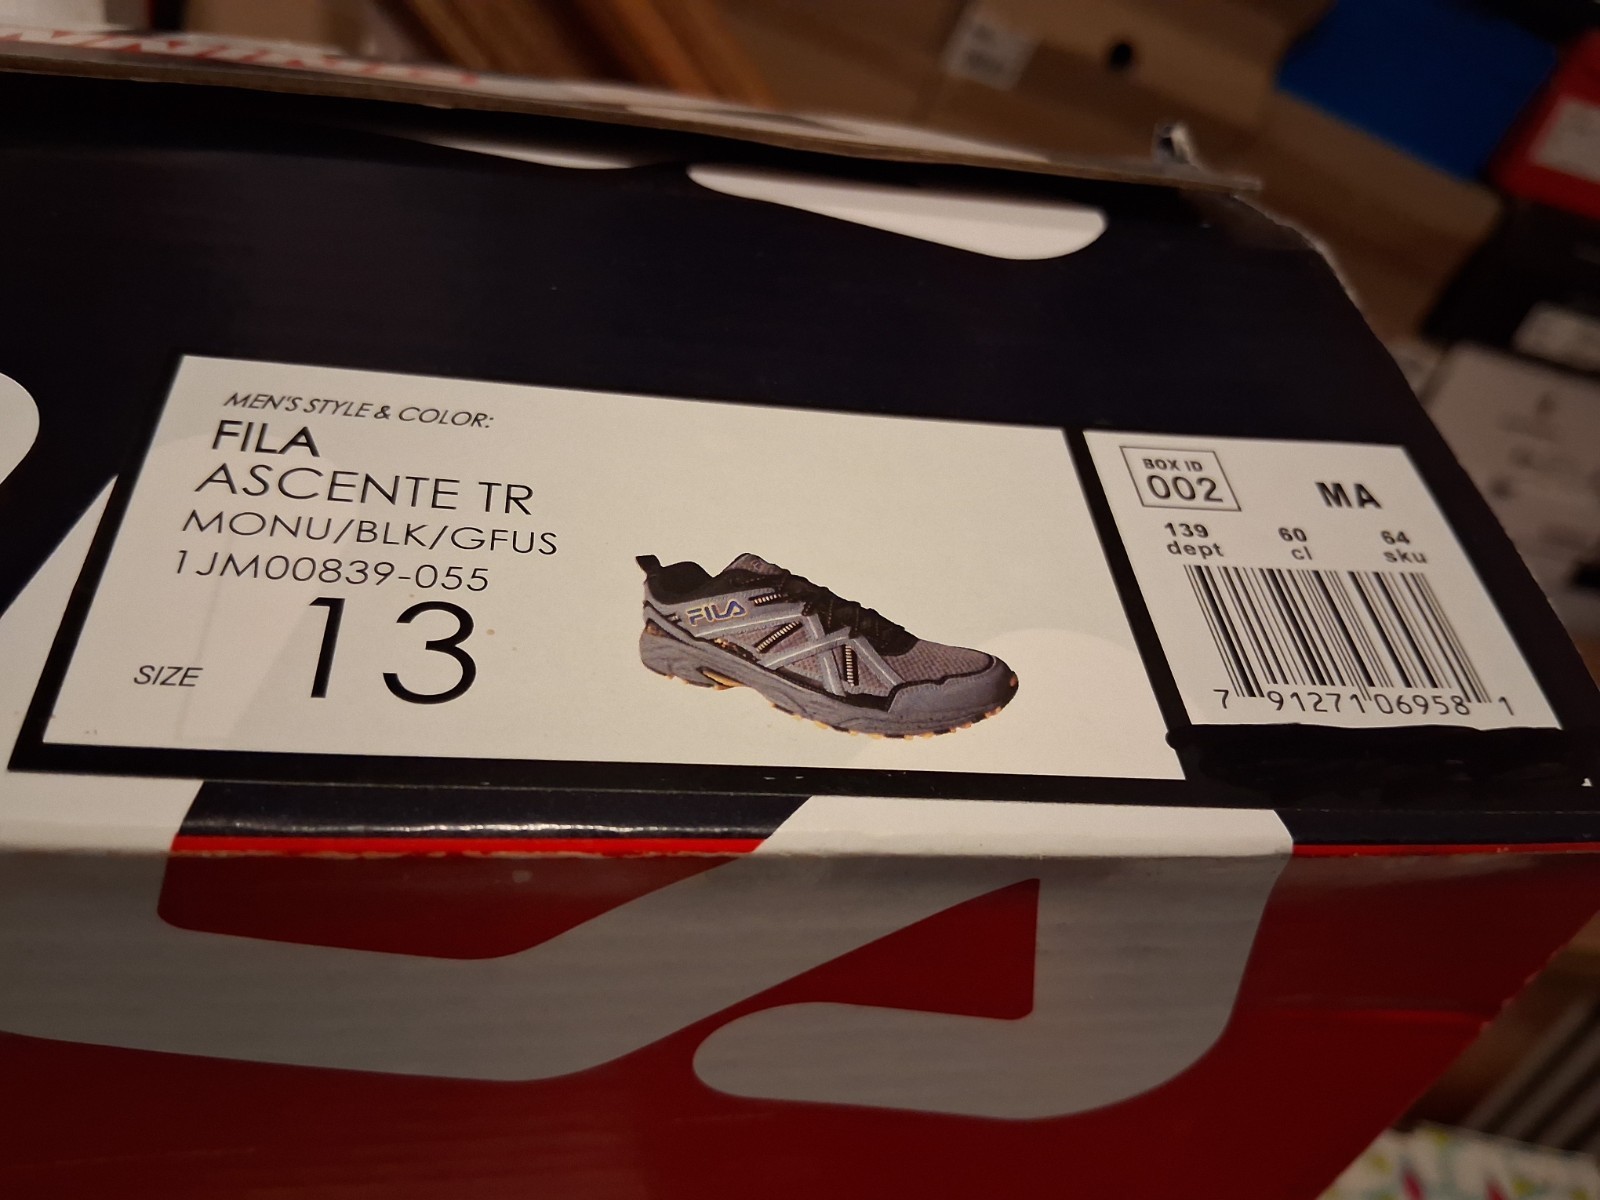 MEN'S STYLE & COLOR:
FILA
ASCENTE TR
MONU/BLK/GFUS
1JM00839-055
SIZE 13
FILA
BOX ID
002
MA
139 60 64
dept cl sku
7 91271 06958 1